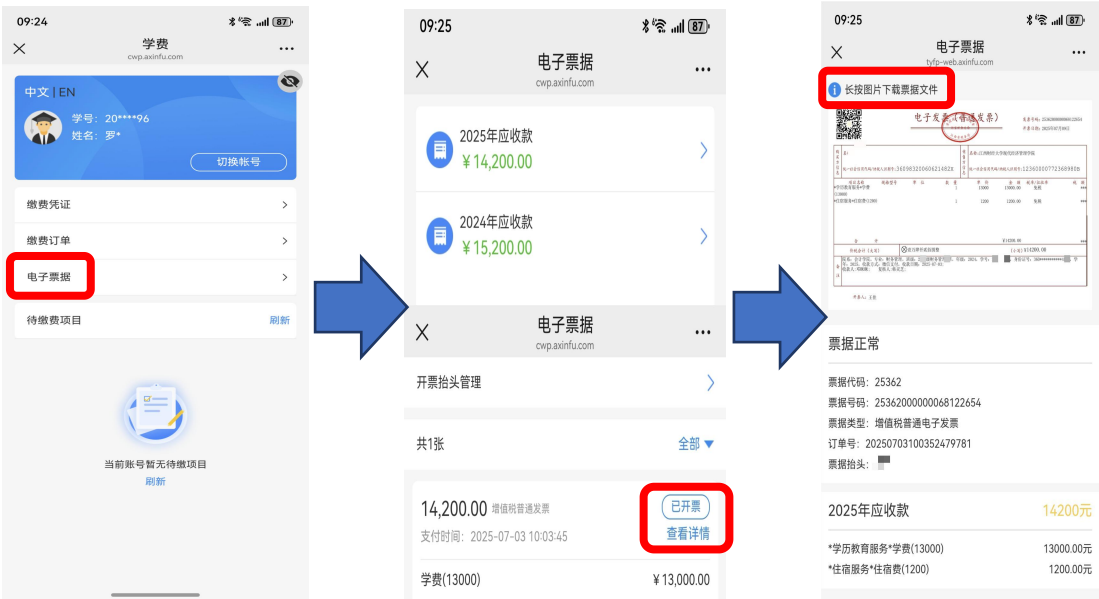 09:24
87
学费
cwp.axinfu.com
中文 | EN
学号：20****96
姓名：罗*
切换帐号
缴费凭证
缴费订单
电子票据
待缴费项目
刷新
当前账号暂无待缴项目
刷新
09:25
87
电子票据
cwp.axinfu.com
2025年应收款
￥14,200.00
2024年应收款
￥15,200.00
电子票据
cwp.axinfu.com
开票抬头管理
共1张
全部
14,200.00 增值税普通发票
已开票
支付时间：2025-07-03 10:03:45
查看详情
学费(13000)
￥13,000.00
09:25
87
电子票据
tyfp-web.axinfu.com
长按图片下载票据文件
电子发票(普通发票)
票据正常
票据代码：25362
票据号码：25362000000068122654
票据类型：增值税普通电子发票
订单号：20250703100352479781
票据抬头：
2025年应收款
14200元
*学历教育服务*学费(13000)
13000.00元
*住宿服务*住宿费(1200)
1200.00元